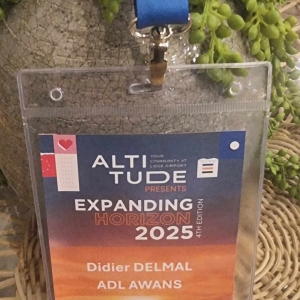 ALTI
TUDE
YOUR
COMMUNITY AT
LIEGE AIRPORT
PRESENTS
EXPANDING
HORIZON
2025
4TH EDITION
Didier DELMAL
ADL AWANS